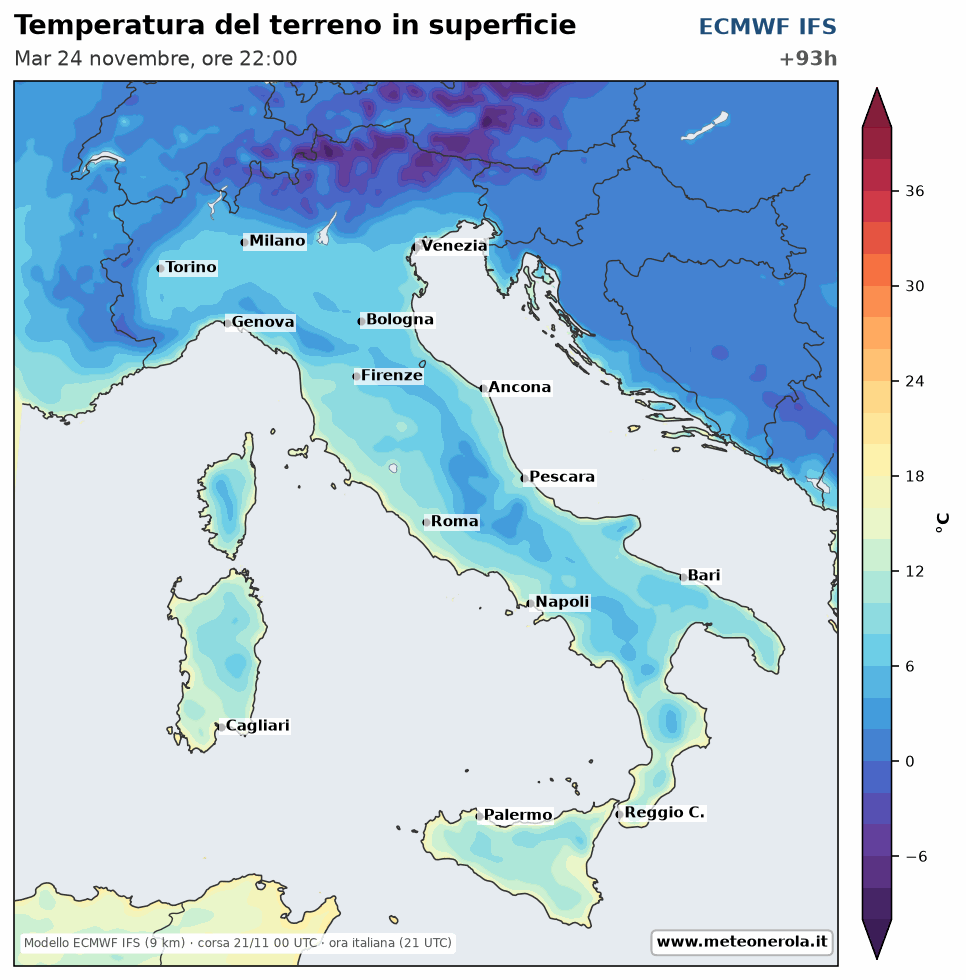 Temperatura del terreno in superficie
ECMWF IFS
Mar 24 novembre, ore 22:00
+93h
Milano
Venezia
Torino
Genova
Bologna
Firenze
Ancona
Pescara
Roma
Bari
Napoli
Cagliari
Palermo
Reggio C.
36
30
24
18
12
6
0
−6
°C
Modello ECMWF IFS (9 km) · corsa 21/11 00 UTC · ora italiana (21 UTC)
www.meteonerola.it